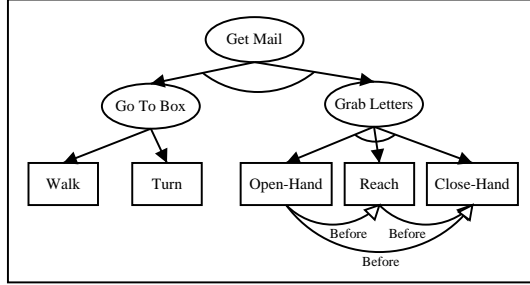 Get Mail
Go To Box
Grab Letters
Walk
Turn
Open-Hand
Reach
Close-Hand
Before
Before
Before